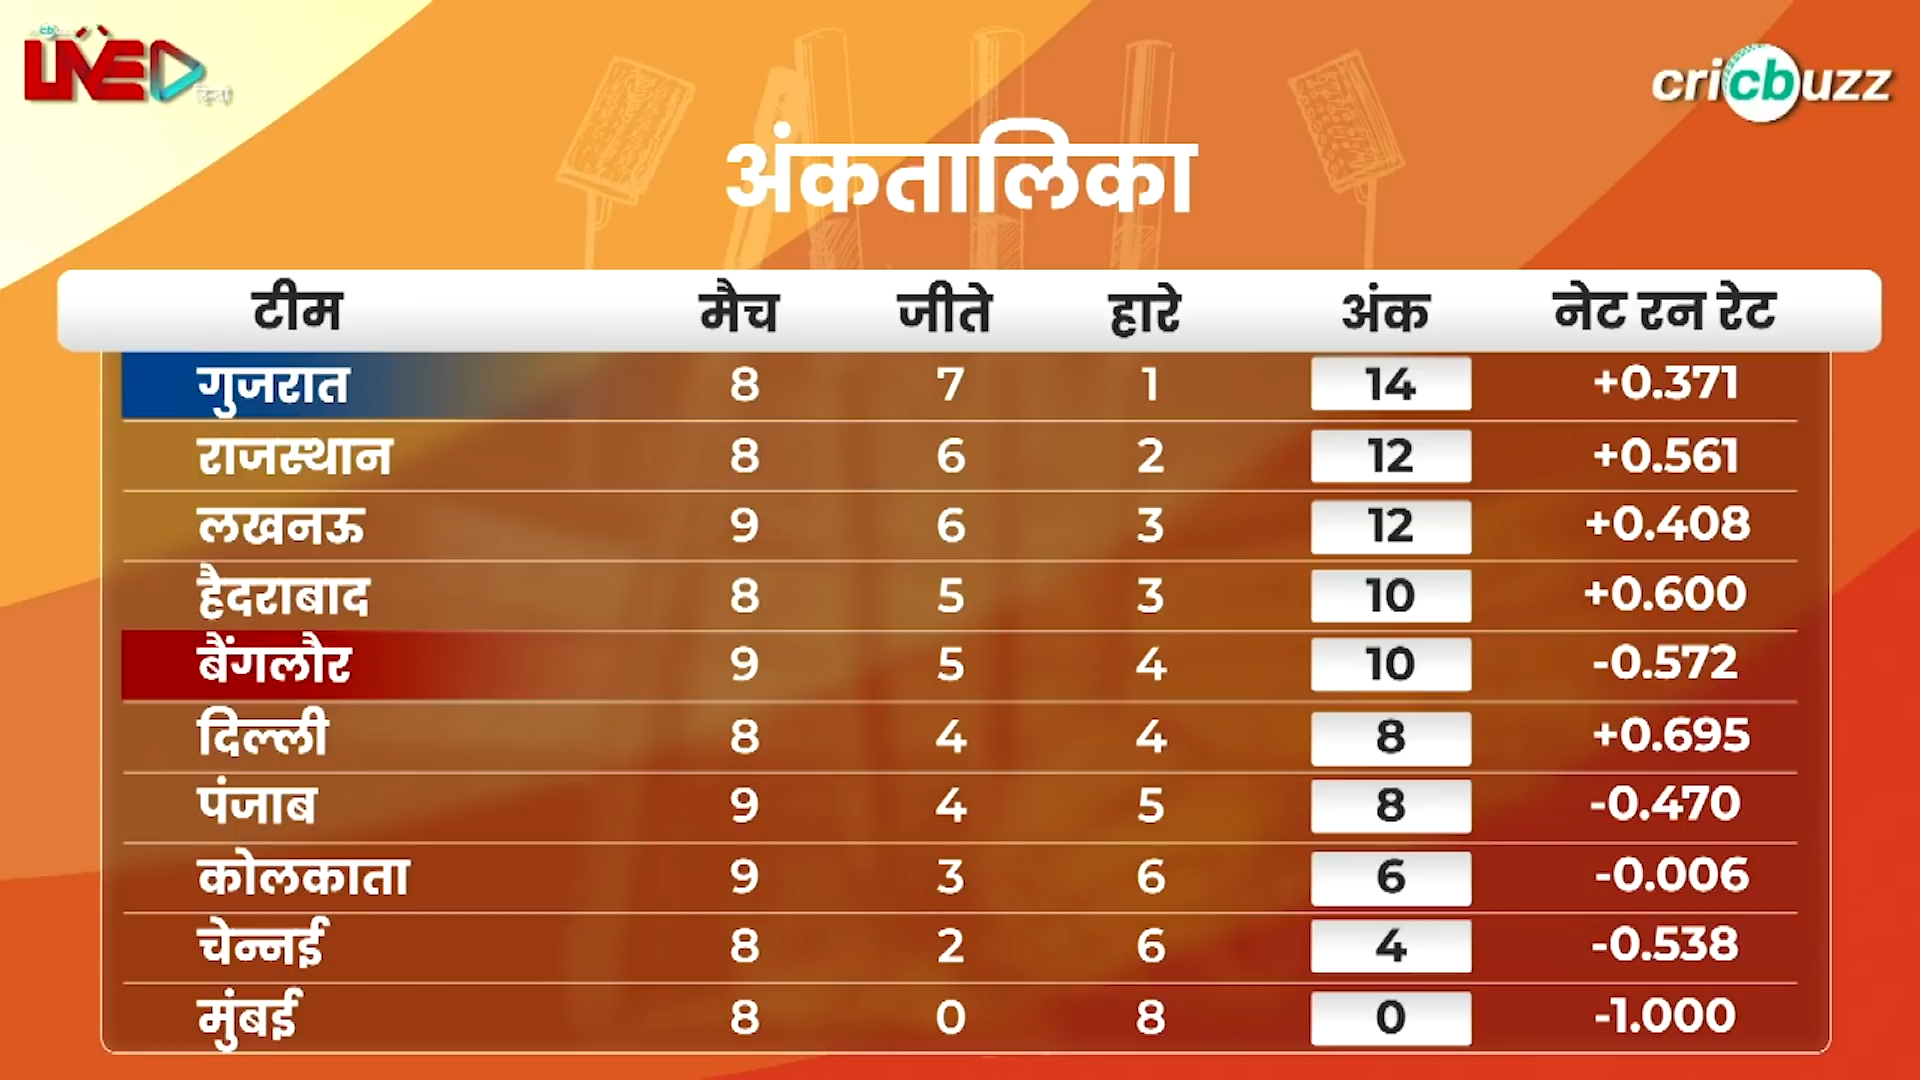 cb
LIVE
हिन्दी
cricbuzz
अंकतालिका
टीम मैच जीते हारे अंक नेट रन रेट
गुजरात 8 7 1 14 +0.371
राजस्थान 8 6 2 12 +0.561
लखनऊ 9 6 3 12 +0.408
हैदराबाद 8 5 3 10 +0.600
बैंगलौर 9 5 4 10 -0.572
दिल्ली 8 4 4 8 +0.695
पंजाब 9 4 5 8 -0.470
कोलकाता 9 3 6 6 -0.006
चेन्नई 8 2 6 4 -0.538
मुंबई 8 0 8 0 -1.000